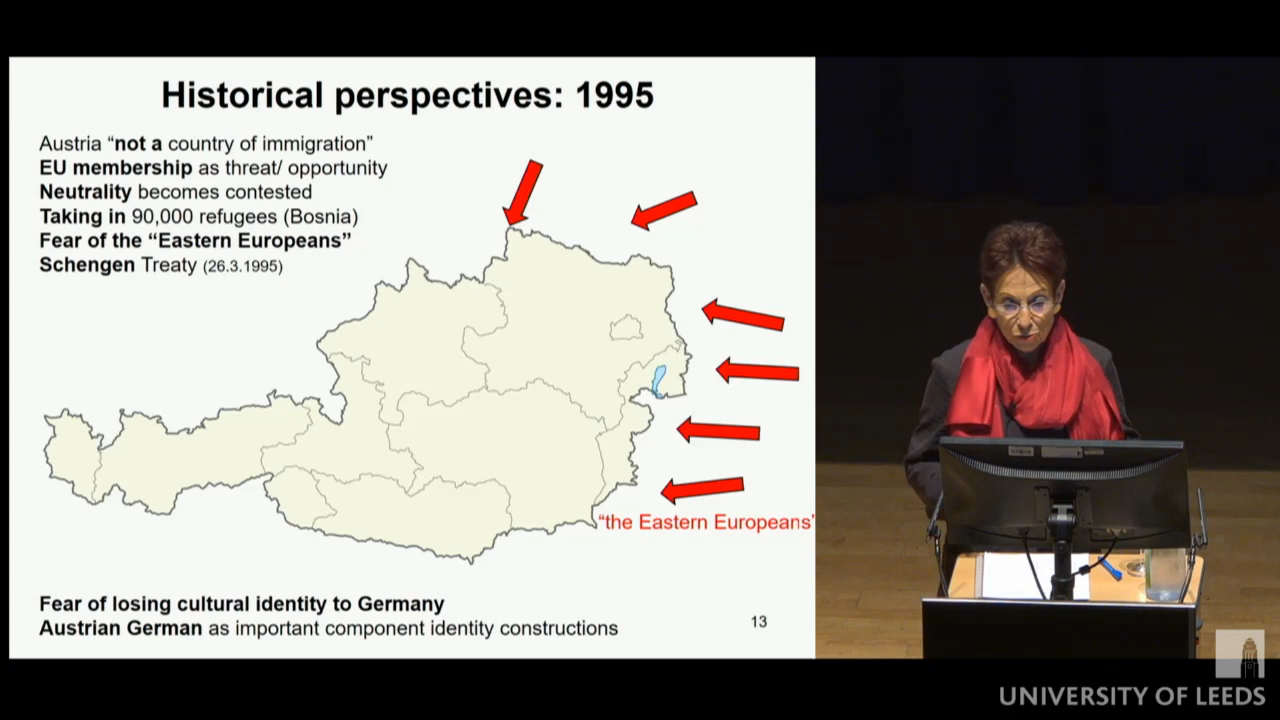 Historical perspectives: 1995
Austria “not a country of immigration”
EU membership as threat/ opportunity
Neutrality becomes contested
Taking in 90,000 refugees (Bosnia)
Fear of the “Eastern Europeans”
Schengen Treaty (26.3.1995)
“the Eastern Europeans’
Fear of losing cultural identity to Germany
Austrian German as important component identity constructions
13
UNIVERSITY OF LEEDS